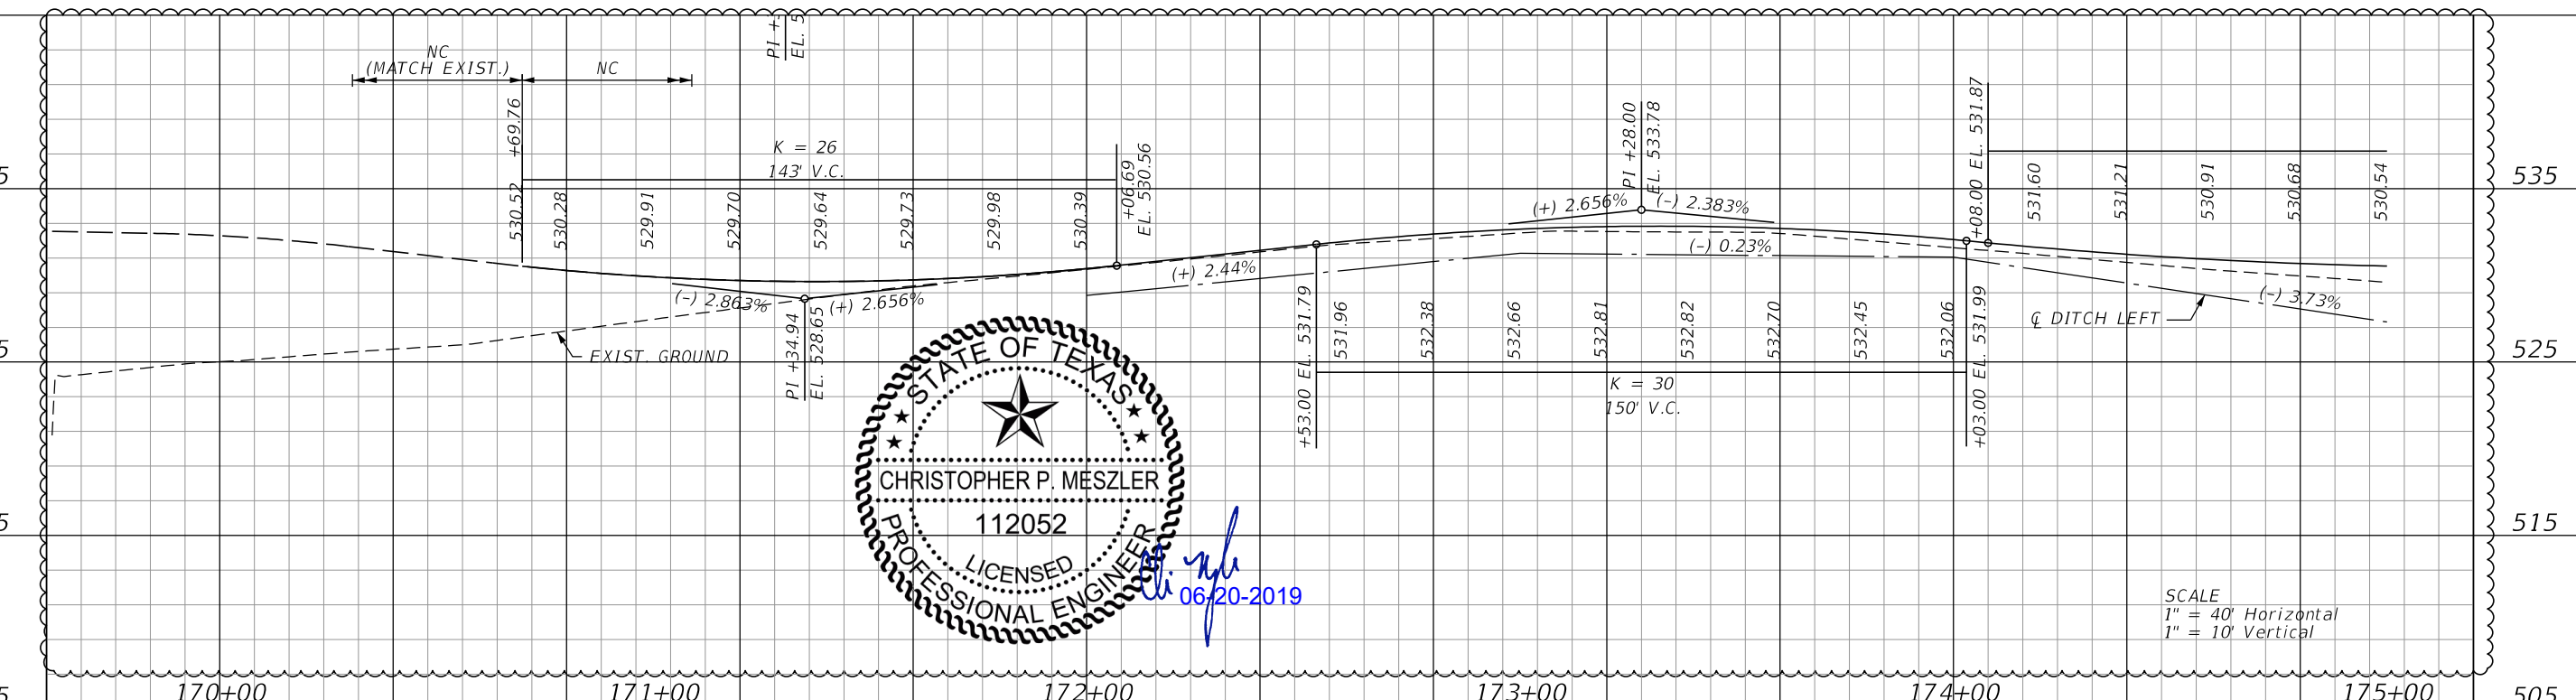 PI +
EL. 5
NC
(MATCH EXIST.)
NC
+69.76
530.52
K = 26
143' V.C.
530.28
529.91
529.70
529.64
529.73
529.98
530.39
+06.69
EL. 530.56
PI +28.00
EL. 533.78
(+) 2.656%
(-) 2.383%
+08.00 EL. 531.87
531.60
531.21
530.91
530.68
530.54
535
(-) 0.23%
(+) 2.44%
(-) 2.863%
(+) 2.656%
PI +34.94
EL. 528.65
EXIST. GROUND
+53.00 EL. 531.79
531.96
532.38
532.66
532.81
532.82
532.70
532.45
532.06
+03.00 EL. 531.99
K = 30
150' V.C.
℄ DITCH LEFT
(-) 3.73%
525
STATE OF TEXAS
CHRISTOPHER P. MESZLER
112052
LICENSED
PROFESSIONAL ENGINEER
06-20-2019
515
SCALE
1" = 40' Horizontal
1" = 10' Vertical
170+00
171+00
172+00
173+00
174+00
175+00
505